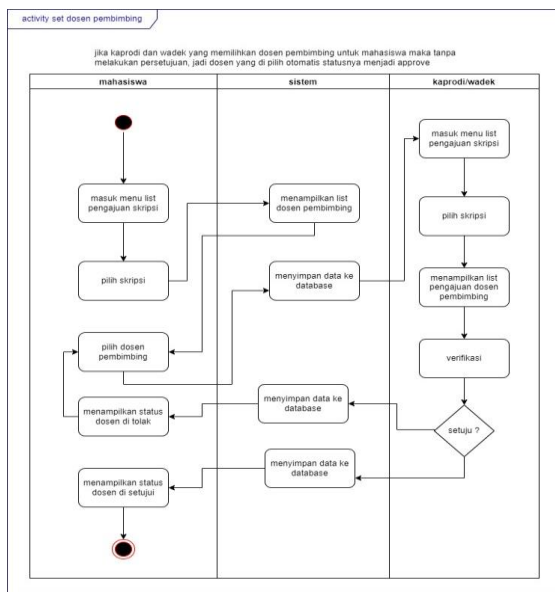 activity set dosen pembimbing
jika kaprodi dan wadek yang memilihkan dosen pembimbing untuk mahasiswa maka tanpa
melakukan persetujuan, jadi dosen yang di pilih otomatis statusnya menjadi approve
mahasiswa
sistem
kaprodi/wadek
masuk menu list
pengajuan skripsi
pilih skripsi
menampilkan list
dosen pembimbing
pilih dosen
pembimbing
menyimpan data ke
database
masuk menu list
pengajuan skripsi
pilih skripsi
menampilkan list
pengajuan dosen
pembimbing
verifikasi
setuju ?
menyimpan data ke
database
menampilkan status
dosen di tolak
menyimpan data ke
database
menampilkan status
dosen di setujui